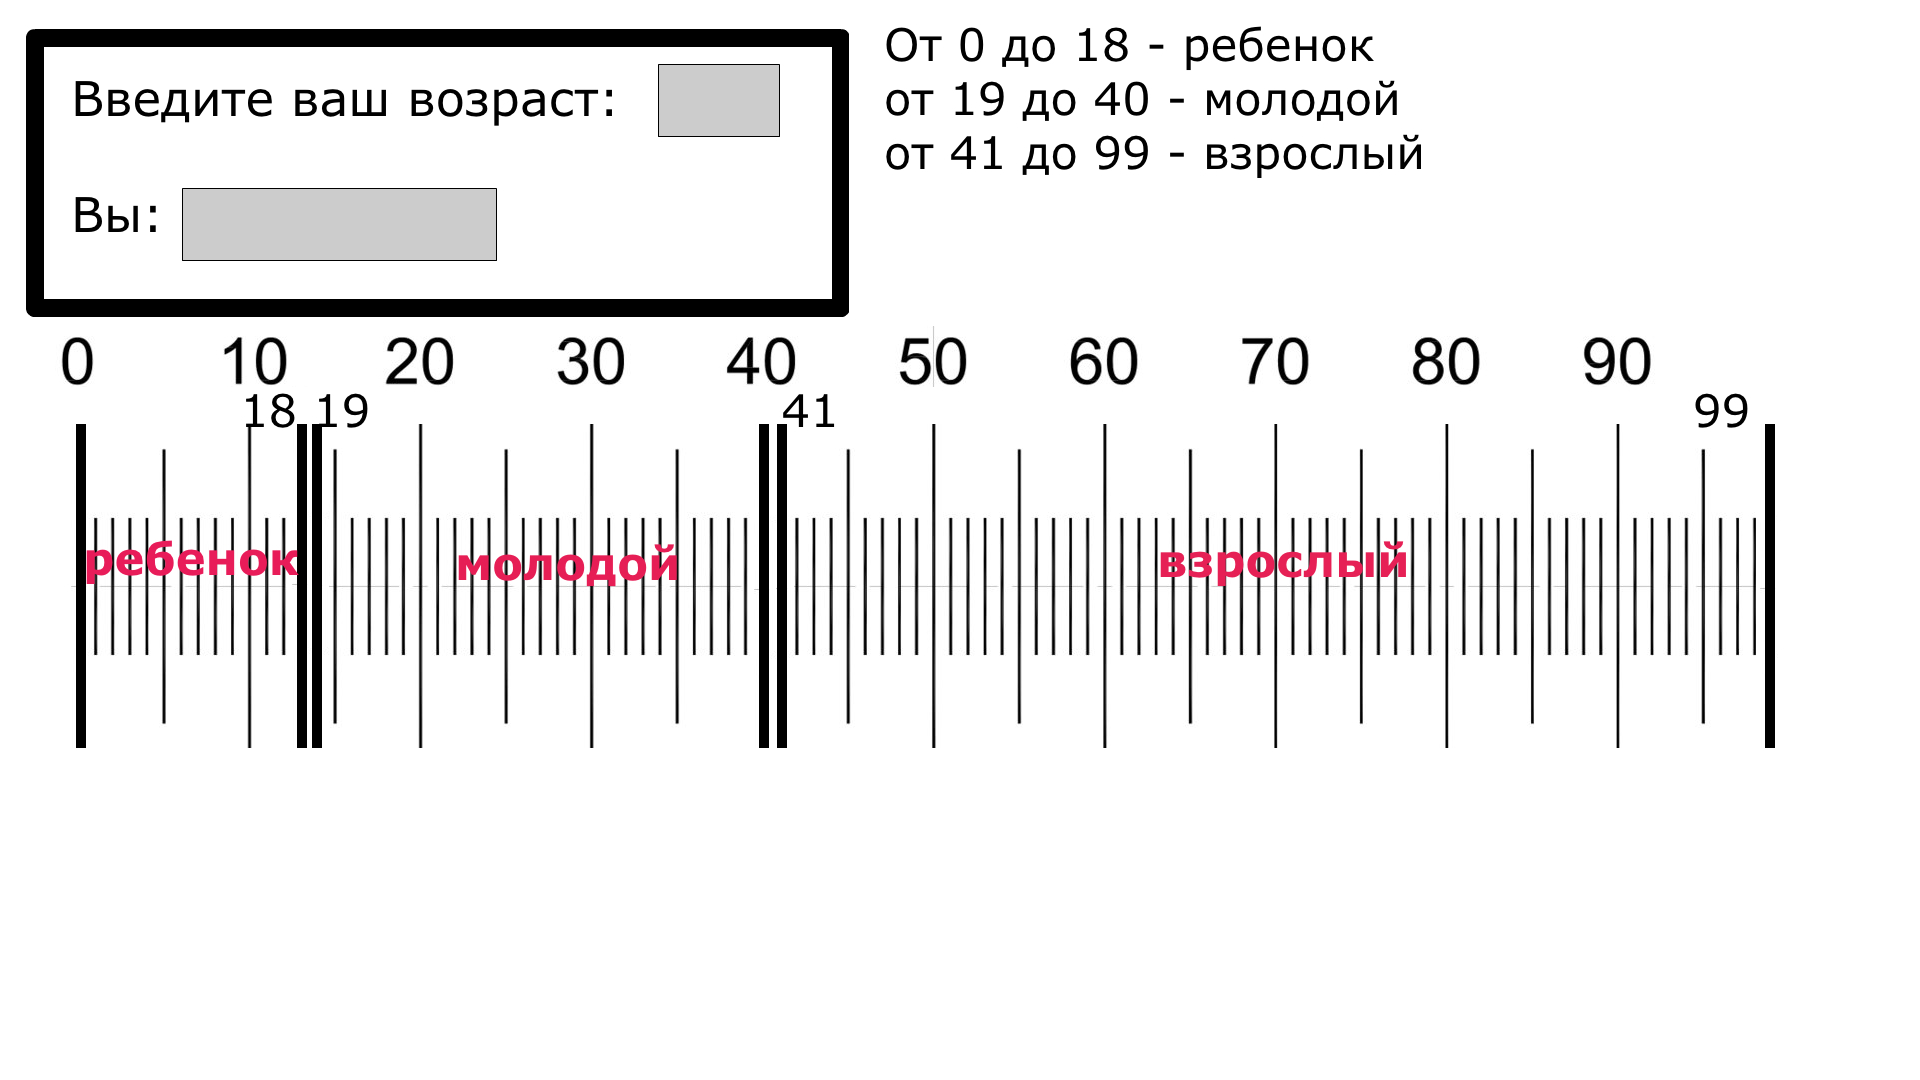 Введите ваш возраст:
Вы:
От 0 до 18 - ребенок
от 19 до 40 - молодой
от 41 до 99 - взрослый
0 10 20 30 40 50 60 70 80 90
18 19 41 99
ребенок молодой взрослый